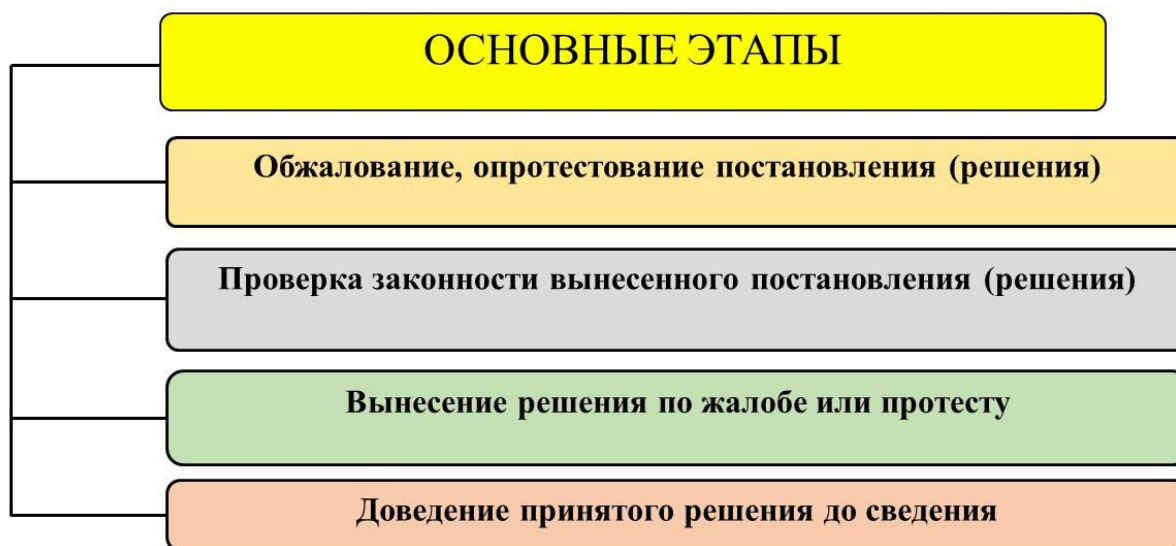 ОСНОВНЫЕ ЭТАПЫ
Обжалование, опротестование постановления (решения)
Проверка законности вынесенного постановления (решения)
Вынесение решения по жалобе или протесту
Доведение принятого решения до сведения